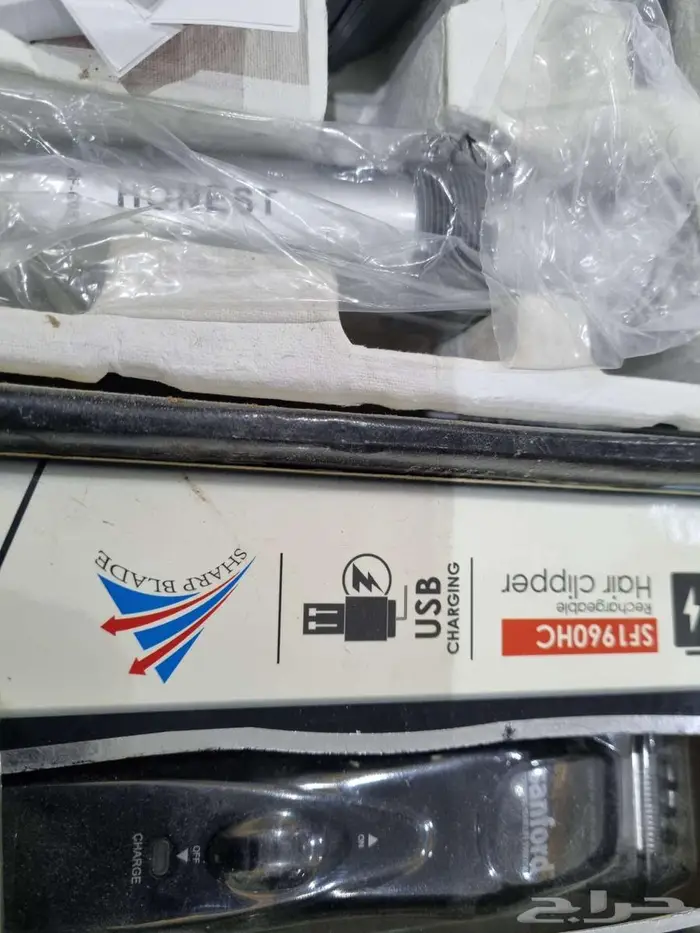 HONEST
SHARP BLADE
USB
CHARGING
SF1960HC
Rechargeable
Hair Clipper
CHARGE
OFF
ON
sanford
حراج